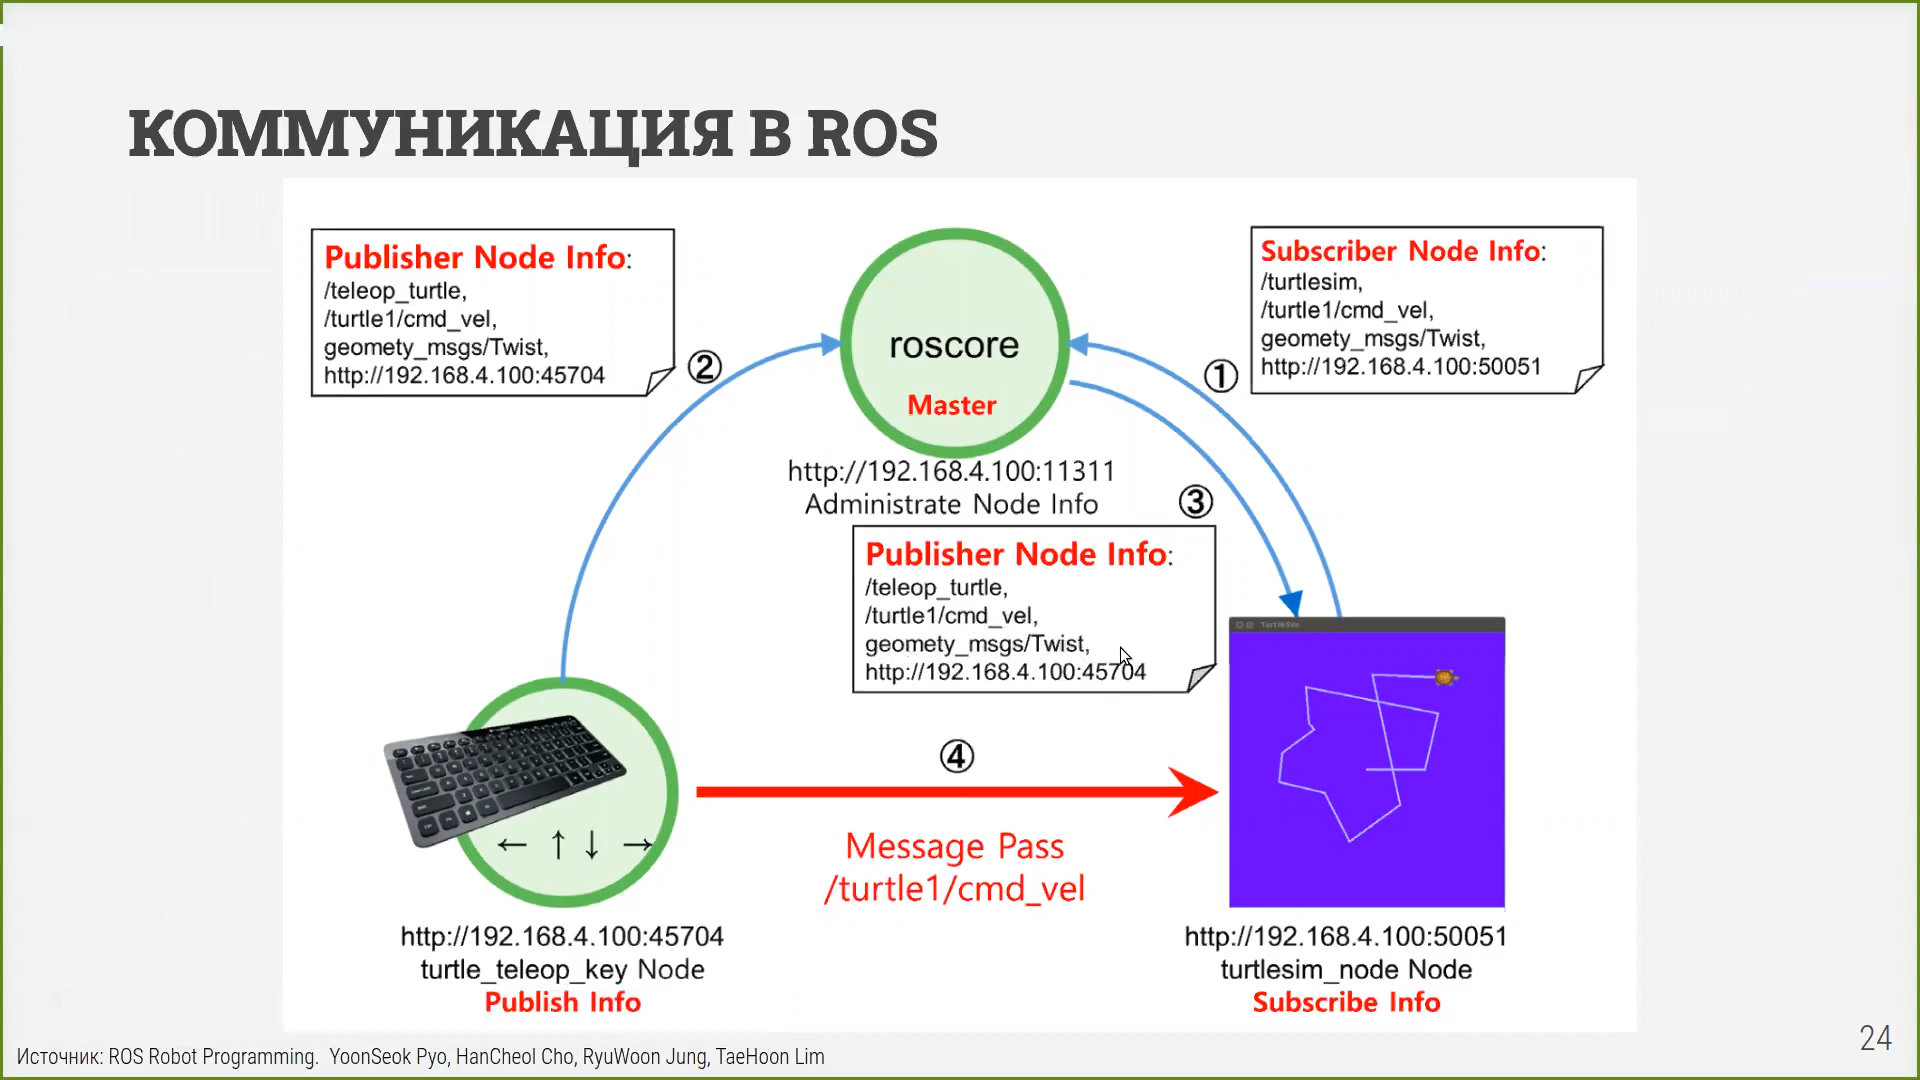 КОММУНИКАЦИЯ В ROS
Publisher Node Info:
/teleop_turtle,
/turtle1/cmd_vel,
geomety_msgs/Twist,
http://192.168.4.100:45704
②
roscore
Master
http://192.168.4.100:11311
Administrate Node Info
①
Subscriber Node Info:
/turtlesim,
/turtle1/cmd_vel,
geomety_msgs/Twist,
http://192.168.4.100:50051
③
Publisher Node Info:
/teleop_turtle,
/turtle1/cmd_vel,
geomety_msgs/Twist,
http://192.168.4.100:45704
TurtleSim
④
Message Pass
/turtle1/cmd_vel
← ↑ ↓ →
http://192.168.4.100:45704
turtle_teleop_key Node
Publish Info
http://192.168.4.100:50051
turtlesim_node Node
Subscribe Info
Источник: ROS Robot Programming. YoonSeok Pyo, HanCheol Cho, RyuWoon Jung, TaeHoon Lim
24